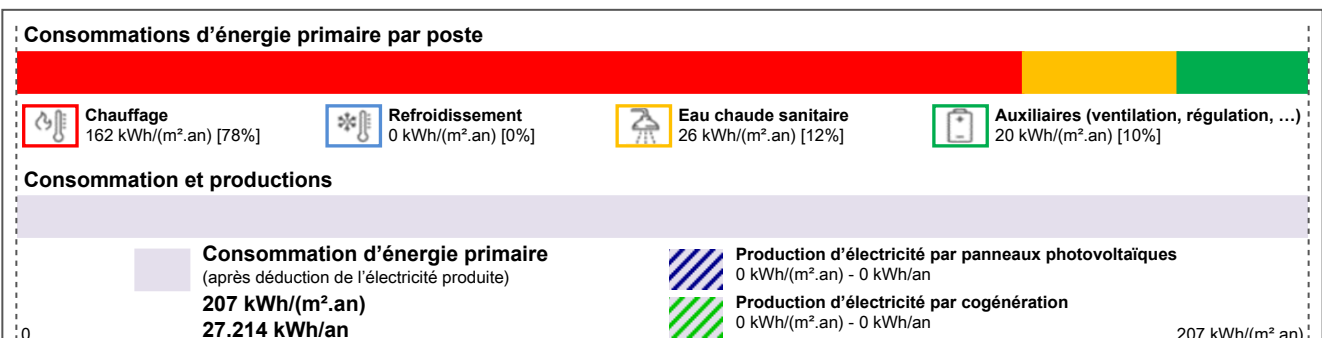 Consommations d’énergie primaire par poste
Chauffage
162 kWh/(m².an) [78%]
Refroidissement
0 kWh/(m².an) [0%]
Eau chaude sanitaire
26 kWh/(m².an) [12%]
Auxiliaires (ventilation, régulation, …)
20 kWh/(m².an) [10%]
Consommation et productions
Consommation d’énergie primaire
(après déduction de l’électricité produite)
207 kWh/(m².an)
27.214 kWh/an
Production d’électricité par panneaux photovoltaïques
0 kWh/(m².an) - 0 kWh/an
Production d’électricité par cogénération
0 kWh/(m².an) - 0 kWh/an
0
207 kWh/(m².an)